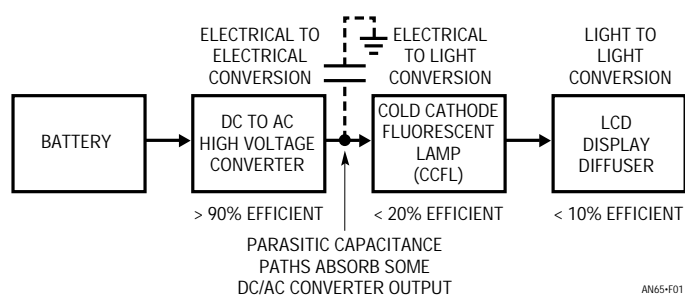 ELECTRICAL TO
ELECTRICAL
CONVERSION
ELECTRICAL
TO LIGHT
CONVERSION
LIGHT TO
LIGHT
CONVERSION
BATTERY
DC TO AC
HIGH VOLTAGE
CONVERTER
COLD CATHODE
FLUORESCENT
LAMP
(CCFL)
LCD
DISPLAY
DIFFUSER
> 90% EFFICIENT
< 20% EFFICIENT
< 10% EFFICIENT
PARASITIC CAPACITANCE
PATHS ABSORB SOME
DC/AC CONVERTER OUTPUT
AN65•F01